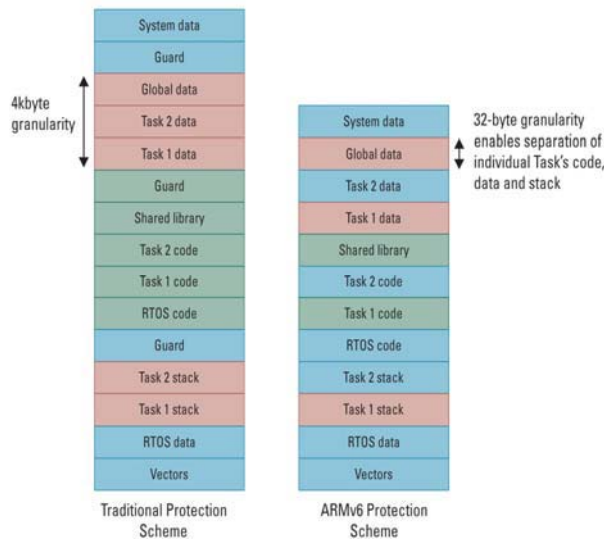 System data
Guard
Global data
Task 2 data
Task 1 data
Guard
Shared library
Task 2 code
Task 1 code
RTOS code
Guard
Task 2 stack
Task 1 stack
RTOS data
Vectors
4kbyte
granularity
Traditional Protection
Scheme
System data
Global data
Task 2 data
Task 1 data
Shared library
Task 2 code
Task 1 code
RTOS code
Task 2 stack
Task 1 stack
RTOS data
Vectors
32-byte granularity
enables separation of
individual Task's code,
data and stack
ARMv6 Protection
Scheme